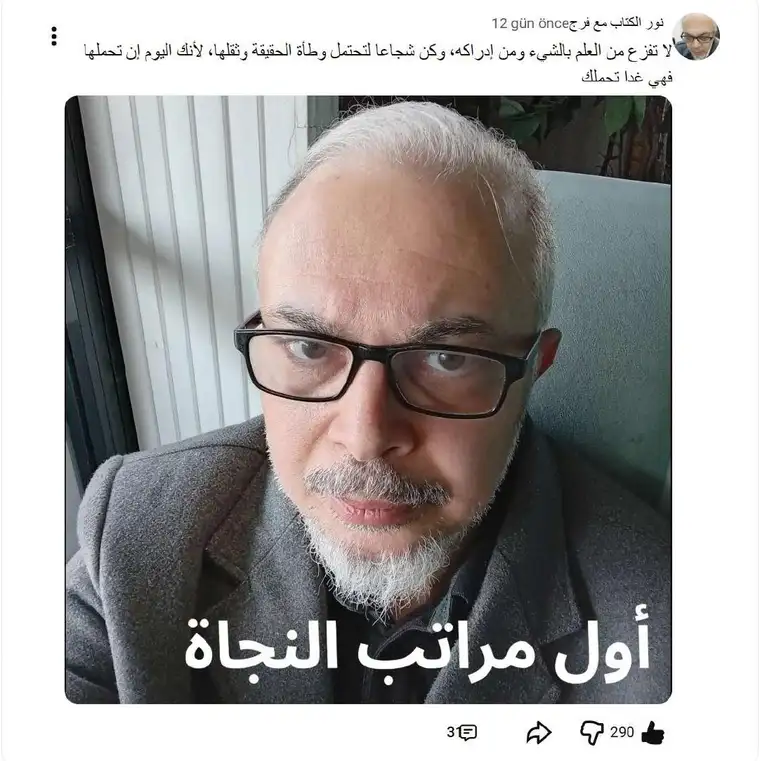 نور الكتاب مع فرج 12 gün önce
لا تفزع من العلم بالشيء ومن إدراكه، وكن شجاعا لتحتمل وطأة الحقيقة وثقلها، لأنك اليوم إن تحملها
فهي غدا تحملك
أول مراتب النجاة
290 31